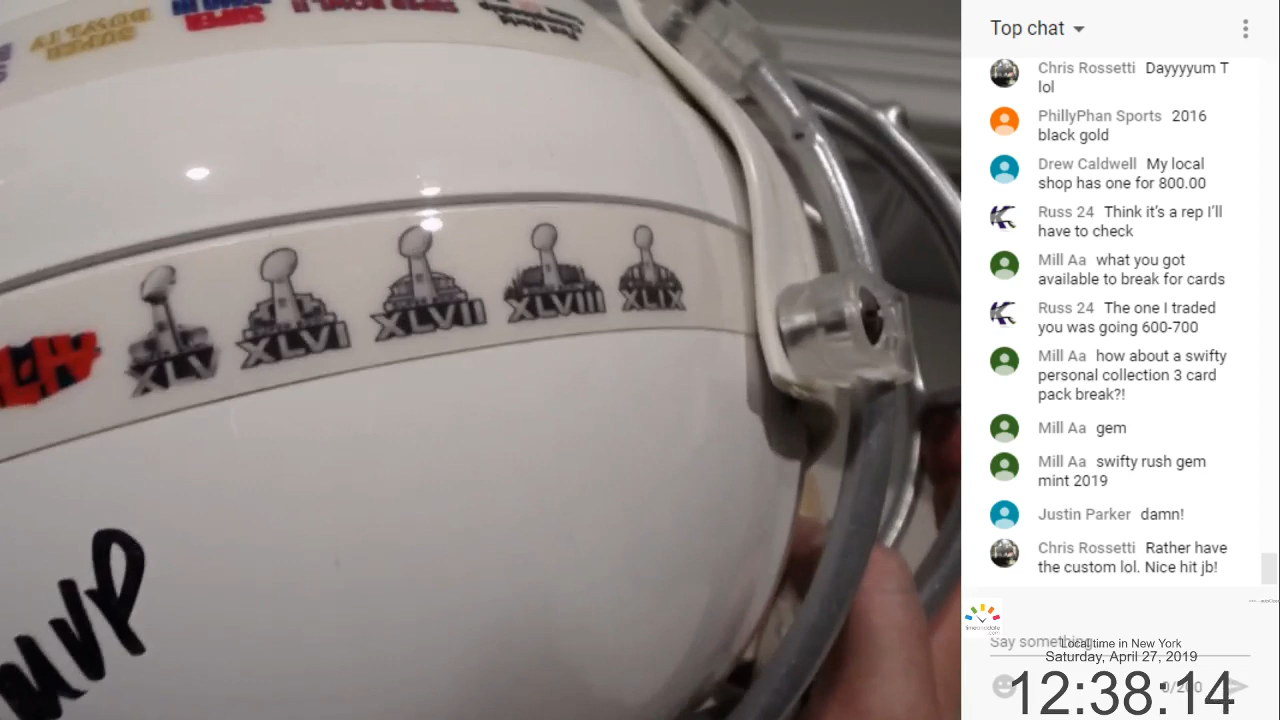 XLV
XLVI
XLVII
XLVIII
XLIX
MVP
Top chat
Chris Rossetti Dayyyyum T
lol
PhillyPhan Sports 2016
black gold
Drew Caldwell My local
shop has one for 800.00
Russ 24 Think it's a rep I'll
have to check
Mill Aa what you got
available to break for cards
Russ 24 The one I traded
you was going 600-700
Mill Aa how about a swifty
personal collection 3 card
pack break?!
Mill Aa gem
Mill Aa swifty rush gem
mint 2019
Justin Parker damn!
Chris Rossetti Rather have
the custom lol. Nice hit jb!
Say something...
Local time in New York
Saturday, April 27, 2019
0/200
12:38:14